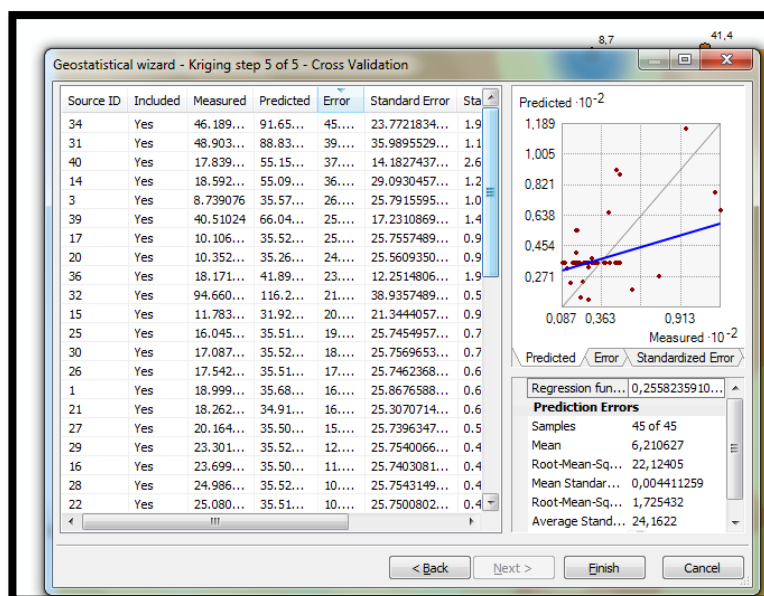 8,7
41,4
Geostatistical wizard - Kriging step 5 of 5 - Cross Validation
Source ID Included Measured Predicted Error Standard Error Sta
34 Yes 46.189... 91.65... 45.... 23.7721834... 1.9
31 Yes 48.903... 88.83... 39.... 35.9895529... 1.1
40 Yes 17.839... 55.15... 37.... 14.1827437... 2.6
14 Yes 18.592... 55.09... 36.... 29.0930457... 1.2
3 Yes 8.739076 35.57... 26.... 25.7915595... 1.0
39 Yes 40.51024 66.04... 25.... 17.2310869... 1.4
17 Yes 10.106... 35.52... 25.... 25.7557489... 0.9
20 Yes 10.352... 35.26... 24.... 25.5609350... 0.9
36 Yes 18.171... 41.89... 23.... 12.2514806... 1.9
32 Yes 94.660... 116.2... 21.... 38.9357489... 0.5
15 Yes 11.783... 31.92... 20.... 21.3444057... 0.9
25 Yes 16.045... 35.51... 19.... 25.7454957... 0.7
30 Yes 17.087... 35.52... 18.... 25.7569653... 0.7
26 Yes 17.542... 35.51... 17.... 25.7462368... 0.6
1 Yes 18.999... 35.68... 16.... 25.8676588... 0.6
21 Yes 18.262... 34.91... 16.... 25.3070714... 0.6
27 Yes 20.164... 35.50... 15.... 25.7396347... 0.5
29 Yes 23.301... 35.52... 12.... 25.7540066... 0.4
16 Yes 23.699... 35.50... 11.... 25.7403081... 0.4
28 Yes 24.986... 35.52... 10.... 25.7543149... 0.4
22 Yes 25.080... 35.51... 10.... 25.7500802... 0.4
Predicted ·10-2
1,189
1,005
0,821
0,638
0,454
0,271
0,087 0,363 0,913
Measured ·10-2
Predicted Error Standardized Error
Regression fun... 0,2558235910...
Prediction Errors
Samples 45 of 45
Mean 6,210627
Root-Mean-Sq... 22,12405
Mean Standar... 0,004411259
Root-Mean-Sq... 1,725432
Average Stand... 24,1622
< Back Next > Finish Cancel